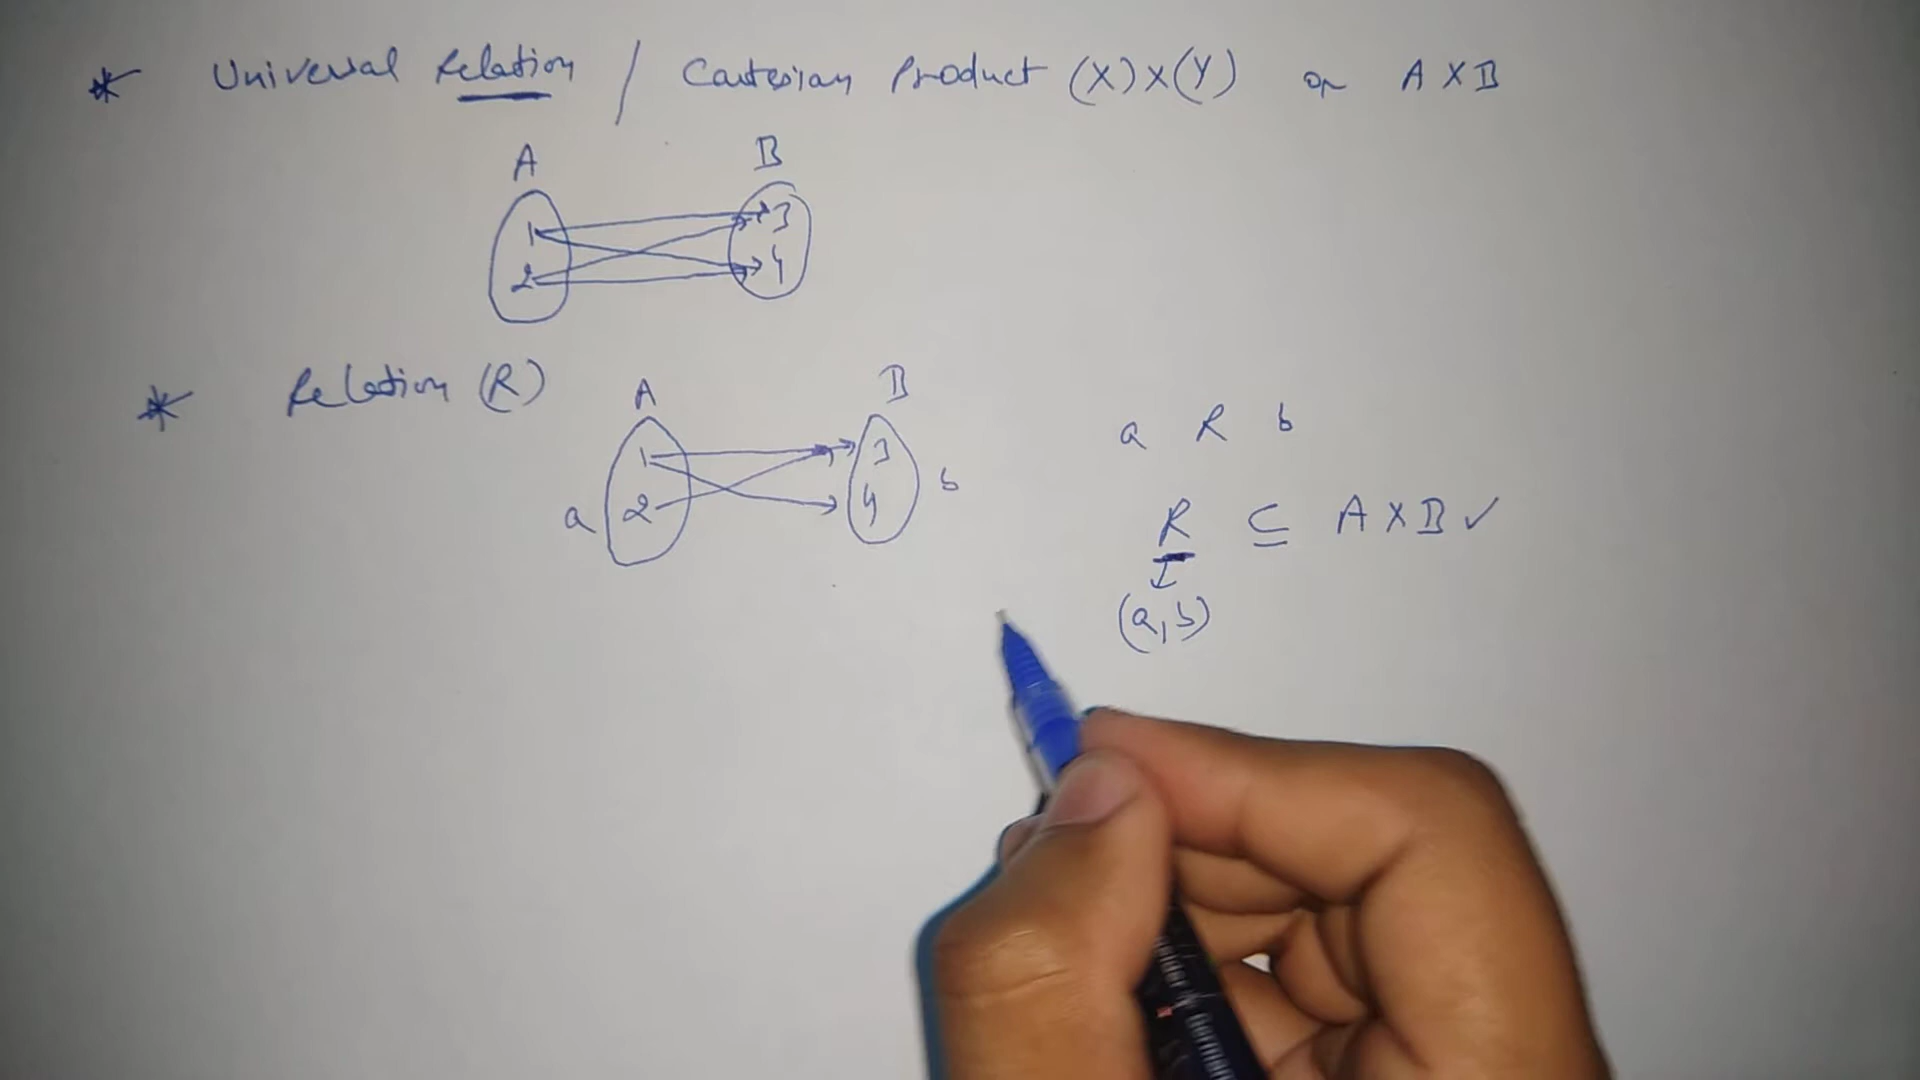 * Universal Relation / Cartesian Product (X)x(Y) or A X B
A B
1 3
2 4
* Relation (R) A B
a R b
1 3
a 2 4 b
R ⊆ A X B ✓
↓
(a, b)